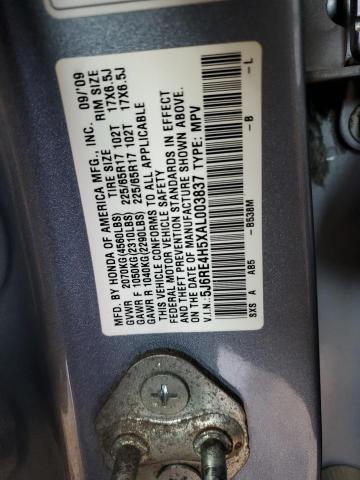 MFD. BY HONDA OF AMERICA MFG., INC. 09/'09
TIRE SIZE RIM SIZE
GVWR 2070KG(4560LBS)
GAWR F 1050KG(2310LBS) 225/65R17 102T 17X6.5J
GAWR R 1040KG(2290LBS) 225/65R17 102T 17X6.5J
THIS VEHICLE CONFORMS TO ALL APPLICABLE
FEDERAL MOTOR VEHICLE SAFETY STANDARDS IN EFFECT
ON THE DATE OF MANUFACTURE SHOWN ABOVE.
V.I.N.: 5J6RE4H5XAL003837 TYPE: MPV
SXS A A85 -B538M -B -L